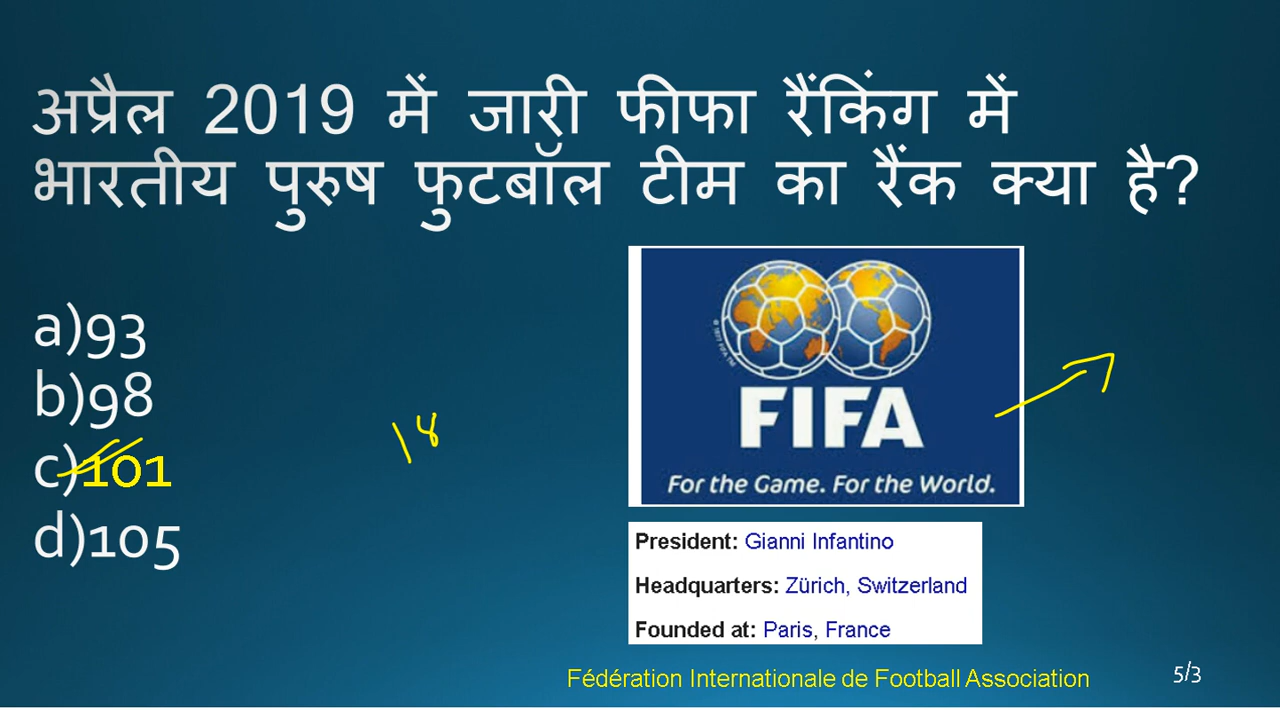 अप्रैल 2019 में जारी फीफा रैंकिंग में
भारतीय पुरुष फुटबॉल टीम का रैंक क्या है?
a)93
b)98
c)101
d)105
18
FIFA
For the Game. For the World.
President: Gianni Infantino
Headquarters: Zürich, Switzerland
Founded at: Paris, France
Fédération Internationale de Football Association
5/3